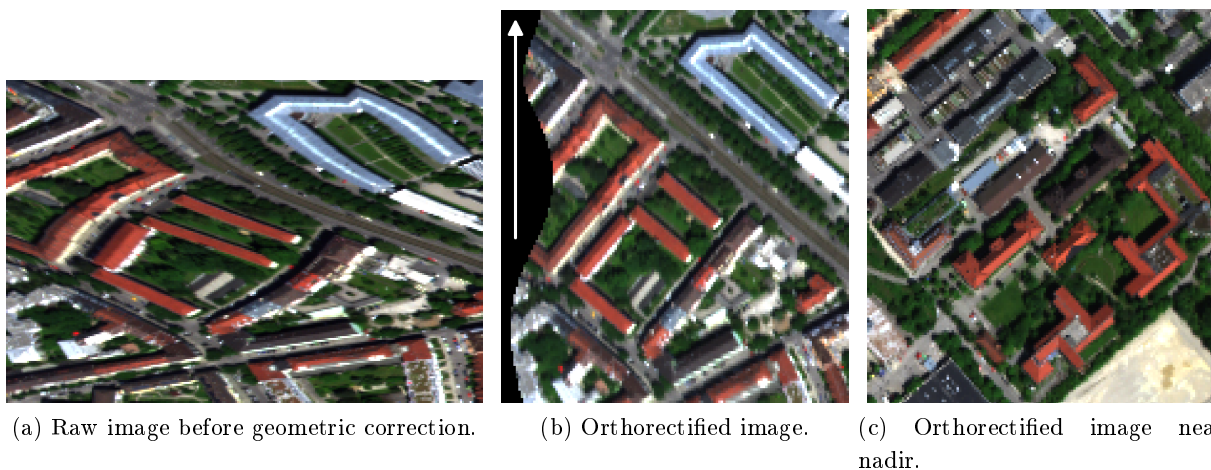 (a) Raw image before geometric correction.
(b) Orthorectified image.
(c) Orthorectified image nea
nadir.